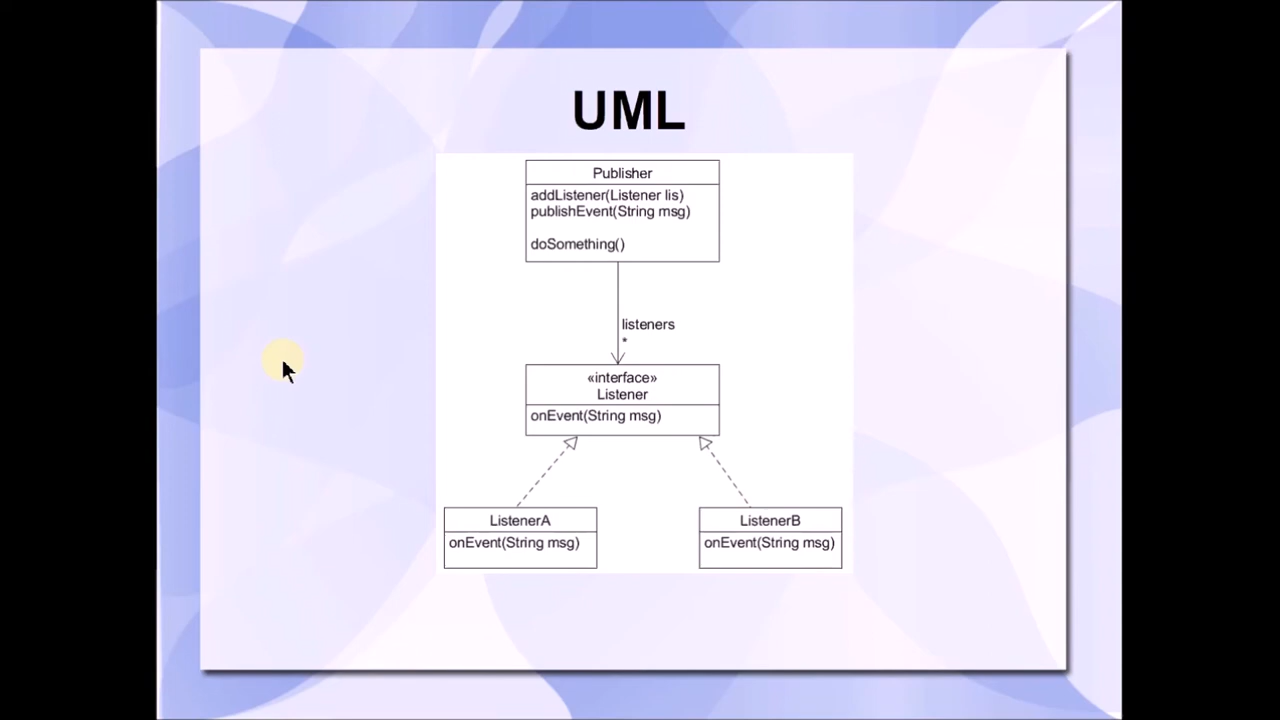 UML
Publisher
addListener(Listener lis)
publishEvent(String msg)
doSomething()
listeners
*
«interface»
Listener
onEvent(String msg)
ListenerA
onEvent(String msg)
ListenerB
onEvent(String msg)